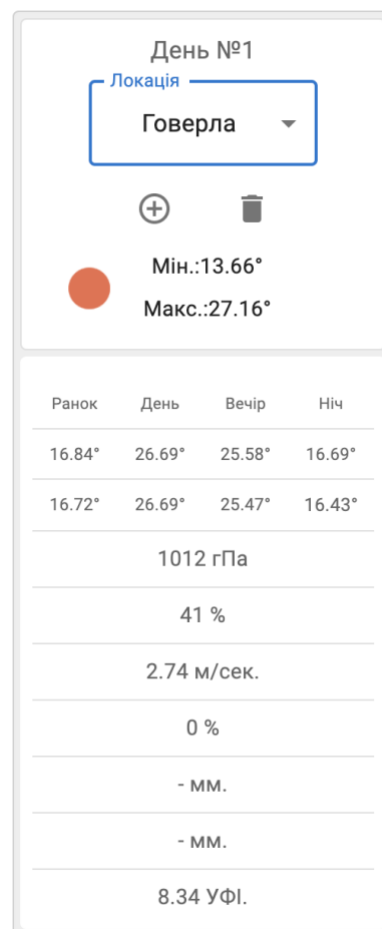 День №1
Локація
Говерла
Мін.:13.66°
Макс.:27.16°
Ранок День Вечір Ніч
16.84° 26.69° 25.58° 16.69°
16.72° 26.69° 25.47° 16.43°
1012 гПа
41 %
2.74 м/сек.
0 %
- мм.
- мм.
8.34 УФІ.